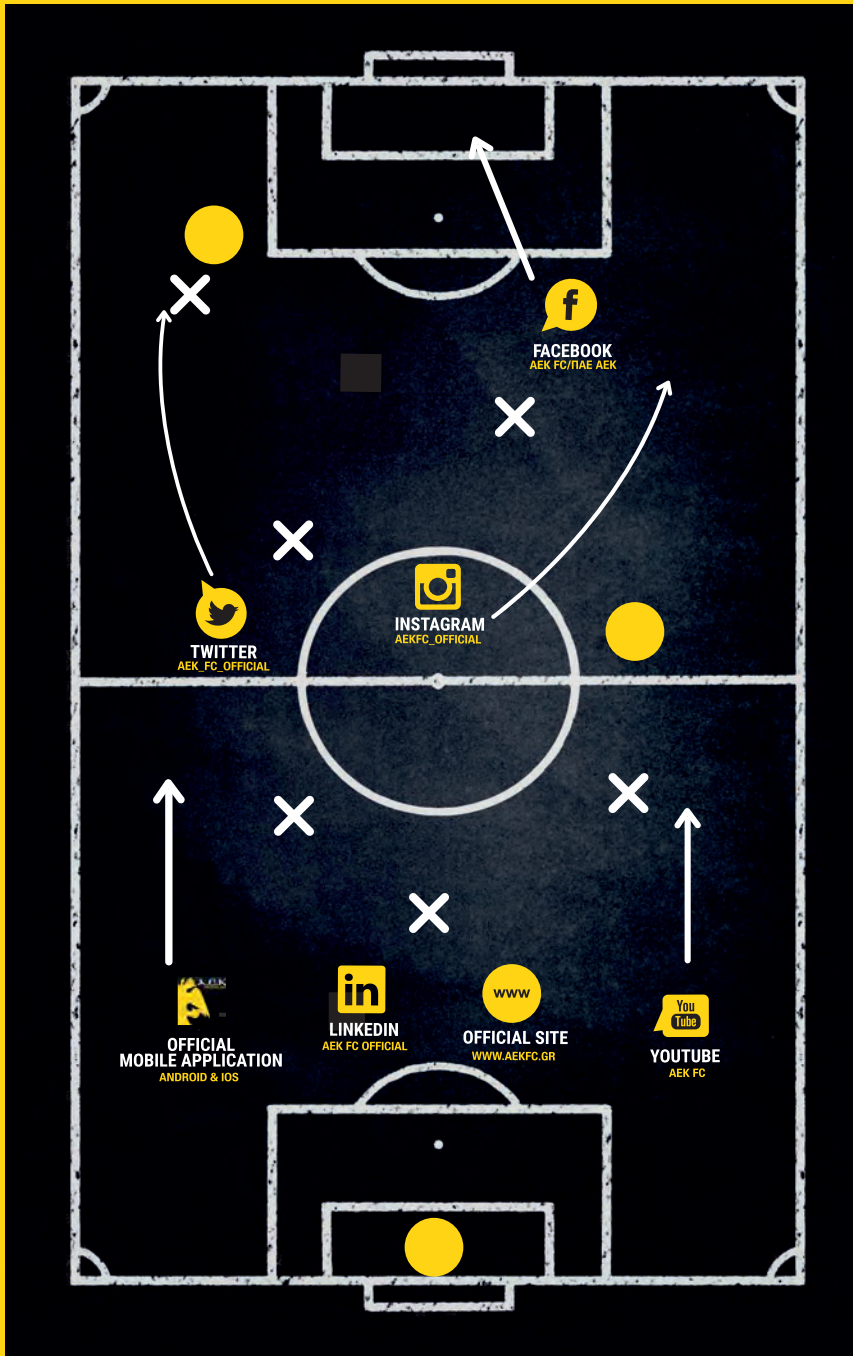 f
FACEBOOK
AEK FC/ΠΑΕ ΑΕΚ
INSTAGRAM
AEKFC_OFFICIAL
TWITTER
AEK_FC_OFFICIAL
OFFICIAL
MOBILE APPLICATION
ANDROID & IOS
in
LINKEDIN
AEK FC OFFICIAL
www
OFFICIAL SITE
WWW.AEKFC.GR
You
Tube
YOUTUBE
AEK FC